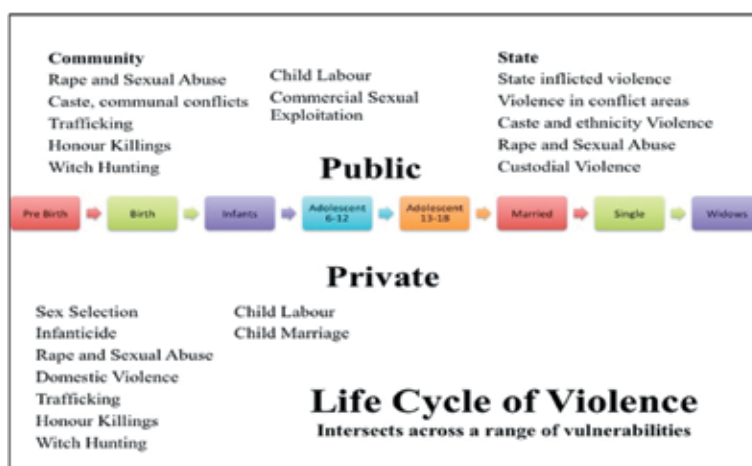 Community
Rape and Sexual Abuse
Caste, communal conflicts
Trafficking
Honour Killings
Witch Hunting
Child Labour
Commercial Sexual
Exploitation
State
State inflicted violence
Violence in conflict areas
Caste and ethnicity Violence
Rape and Sexual Abuse
Custodial Violence
Public
Pre Birth
Birth
Infants
Adolescent
6-12
Adolescent
13-18
Married
Single
Widows
Private
Sex Selection
Infanticide
Rape and Sexual Abuse
Domestic Violence
Trafficking
Honour Killings
Witch Hunting
Child Labour
Child Marriage
Life Cycle of Violence
Intersects across a range of vulnerabilities